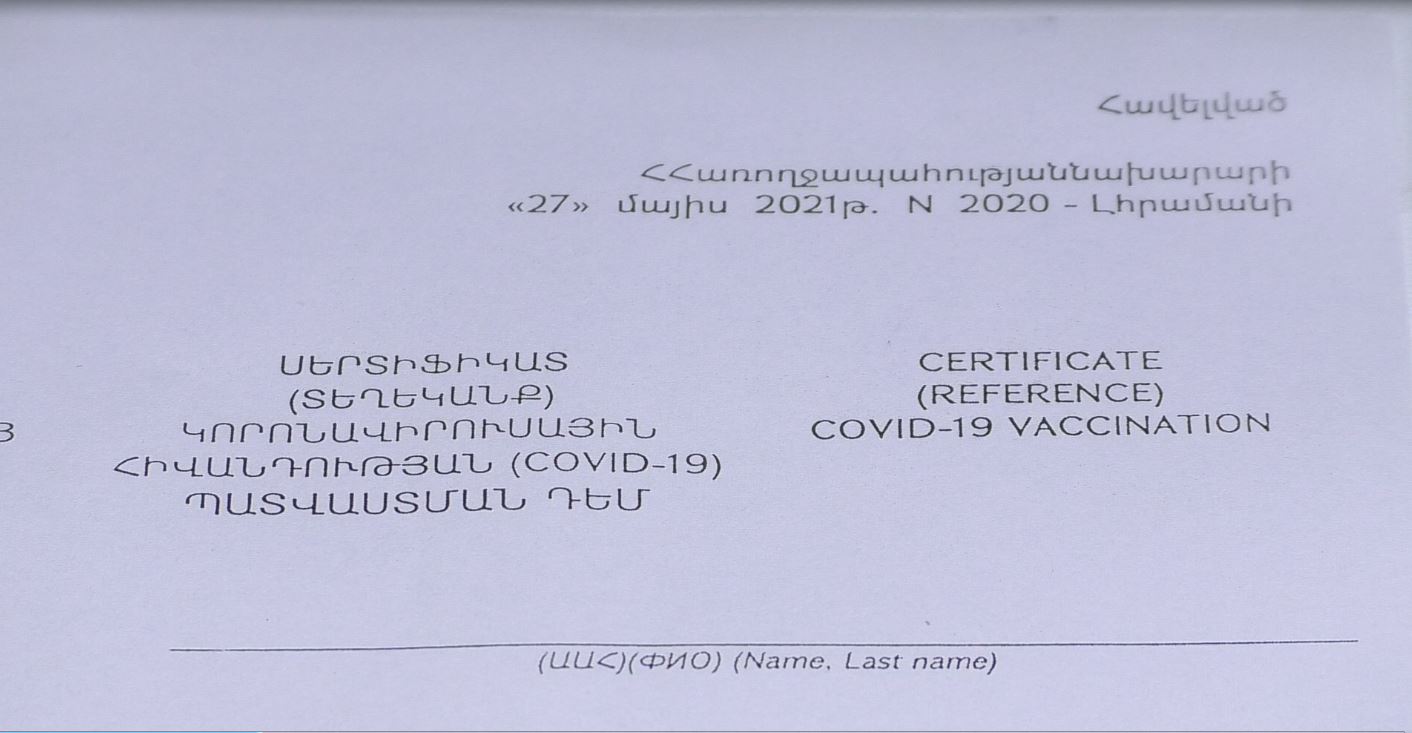 Հավելված
ՀՀառողջապահությաննախարարի
«27» մայիս 2021թ. N 2020 - Լհրամանի
ՍԵՐՏԻՖԻԿԱՏ
(ՏԵՂԵԿԱՆՔ)
ԿՈՐՈՆԱՎԻՐՈՒՍԱՅԻՆ
ՀԻՎԱՆԴՈՒԹՅԱՆ (COVID-19)
ՊԱՏՎԱՍՏՄԱՆ ԴԵՄ
CERTIFICATE
(REFERENCE)
COVID-19 VACCINATION
(ԱԱՀ)(ФИО) (Name, Last name)